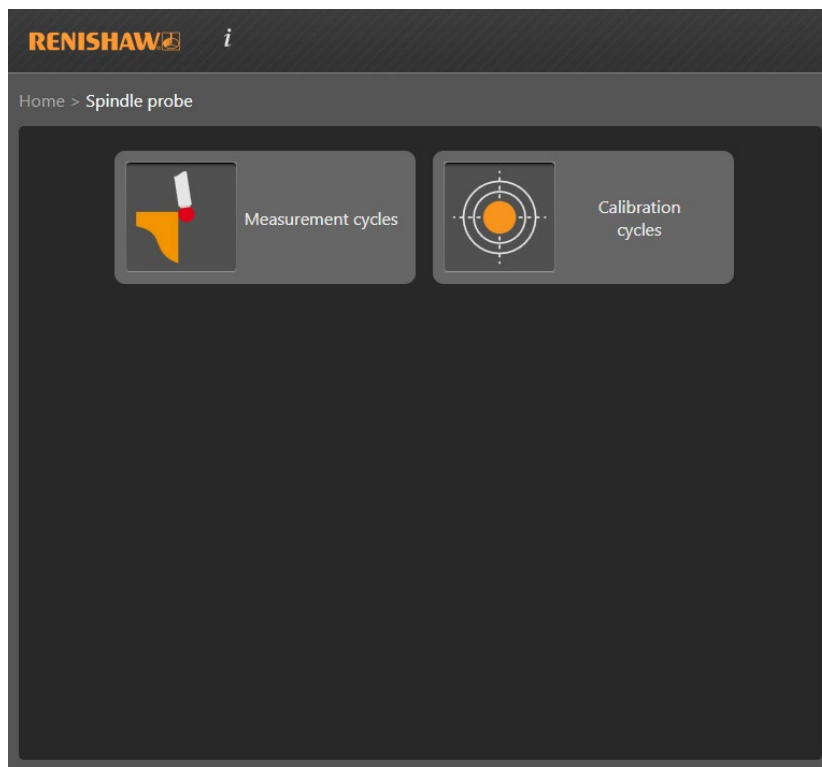 RENISHAW i
Home > Spindle probe
Measurement cycles
Calibration
cycles